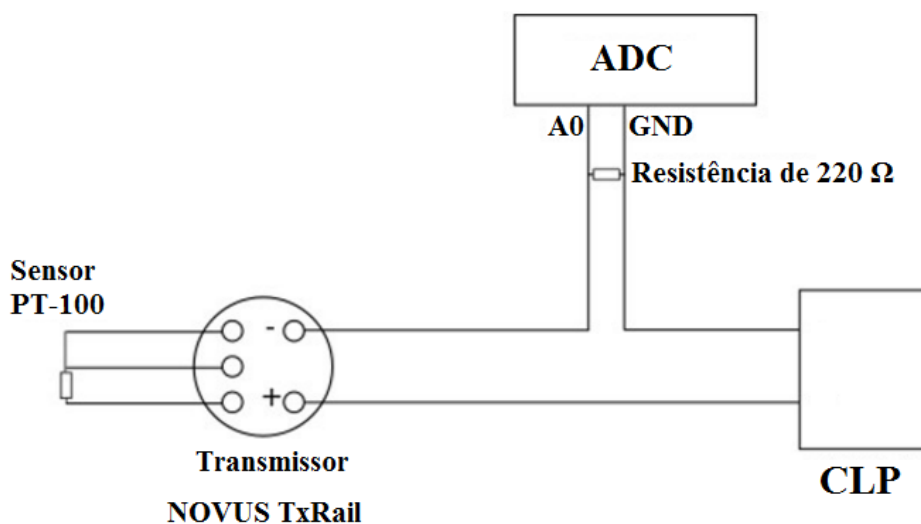 ADC
A0
GND
Resistência de 220 Ω
Sensor
PT-100
-
+
Transmissor
NOVUS TxRail
CLP